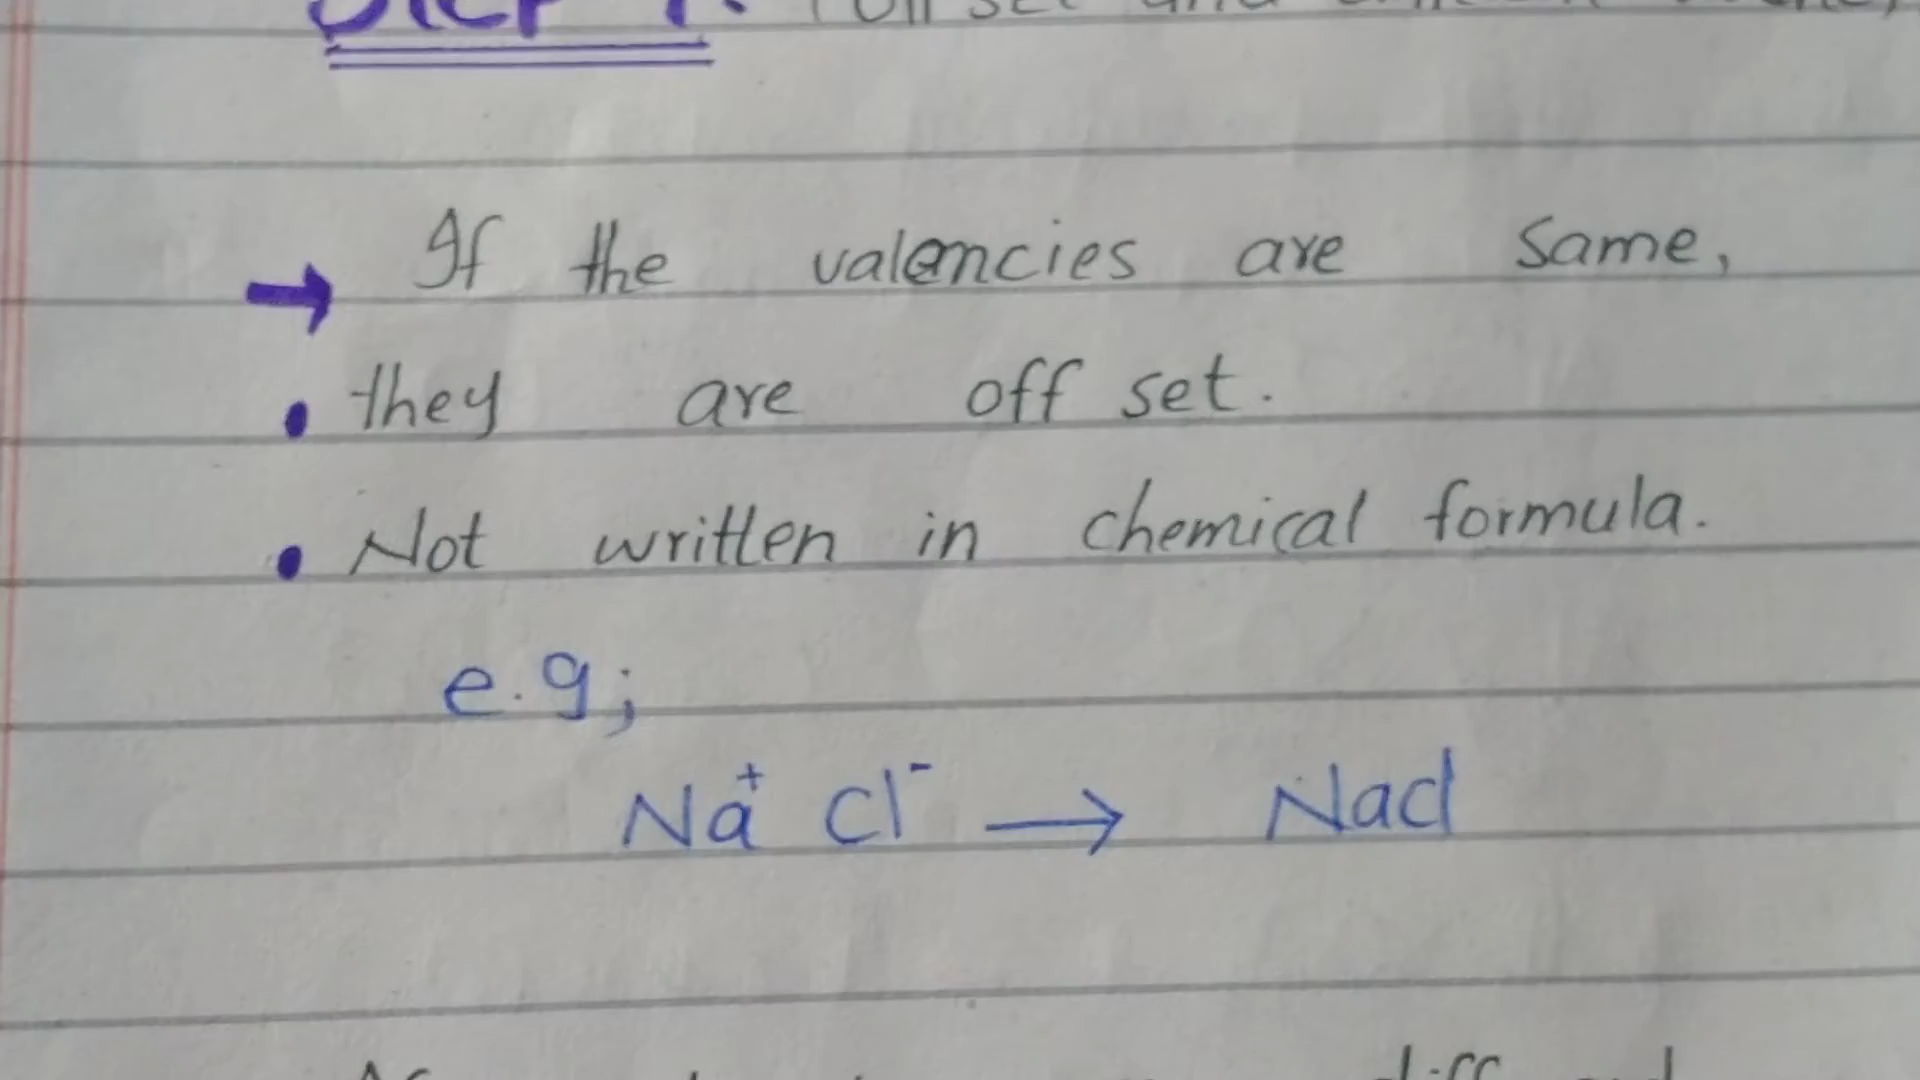 If the valencies are same,
• they are off set.
• Not written in chemical formula.
e.g;
Na⁺ Cl⁻ → Nacl